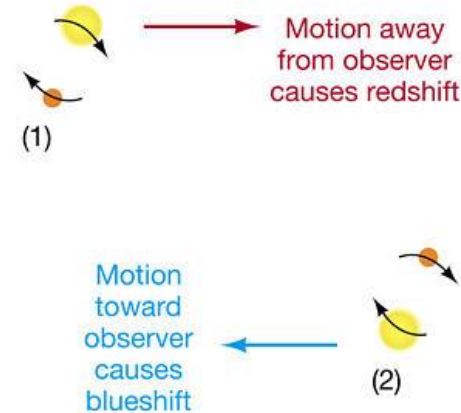 Motion away
from observer
causes redshift
(1)
Motion
toward
observer
causes
blueshift
(2)